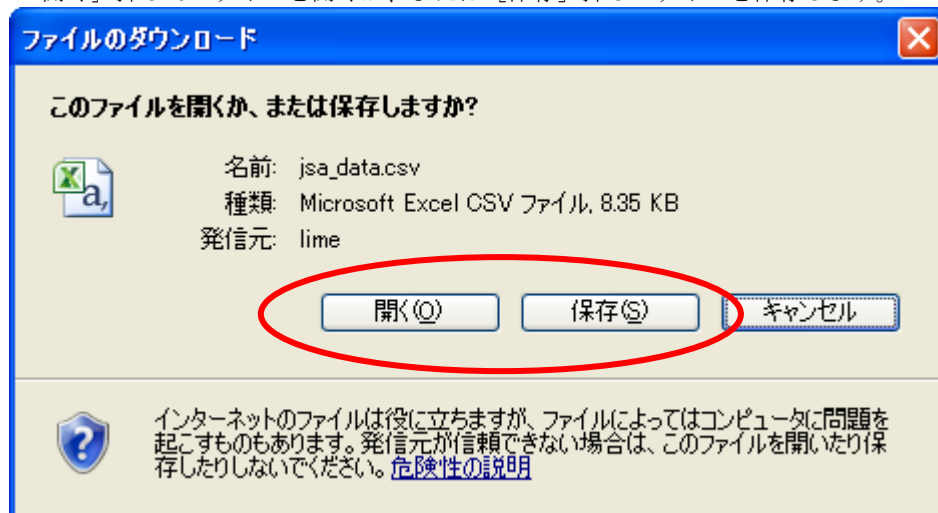 ファイルのダウンロード
このファイルを開くか、または保存しますか?
名前: jsa_data.csv
種類: Microsoft Excel CSV ファイル, 8.35 KB
発信元: lime
開く(O) 保存(S) キャンセル
インターネットのファイルは役に立ちますが、ファイルによってはコンピュータに問題を
起こすものもあります。発信元が信頼できない場合は、このファイルを開いたり保
存したりしないでください。危険性の説明